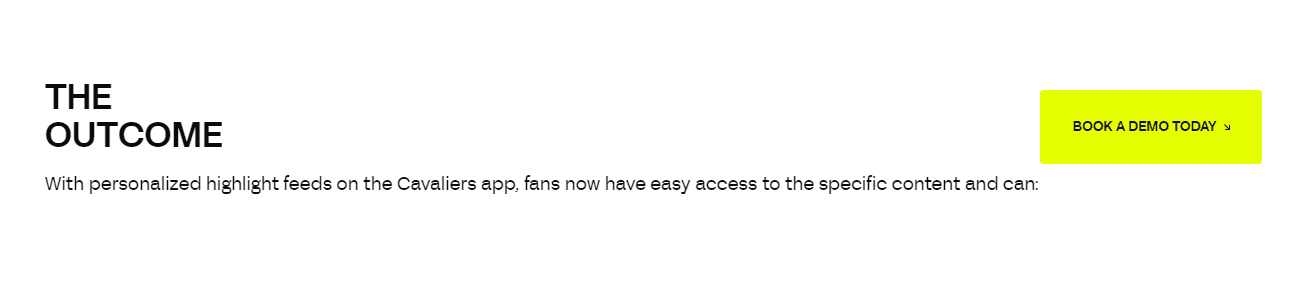 THE
OUTCOME
BOOK A DEMO TODAY ↘
With personalized highlight feeds on the Cavaliers app, fans now have easy access to the specific content and can: